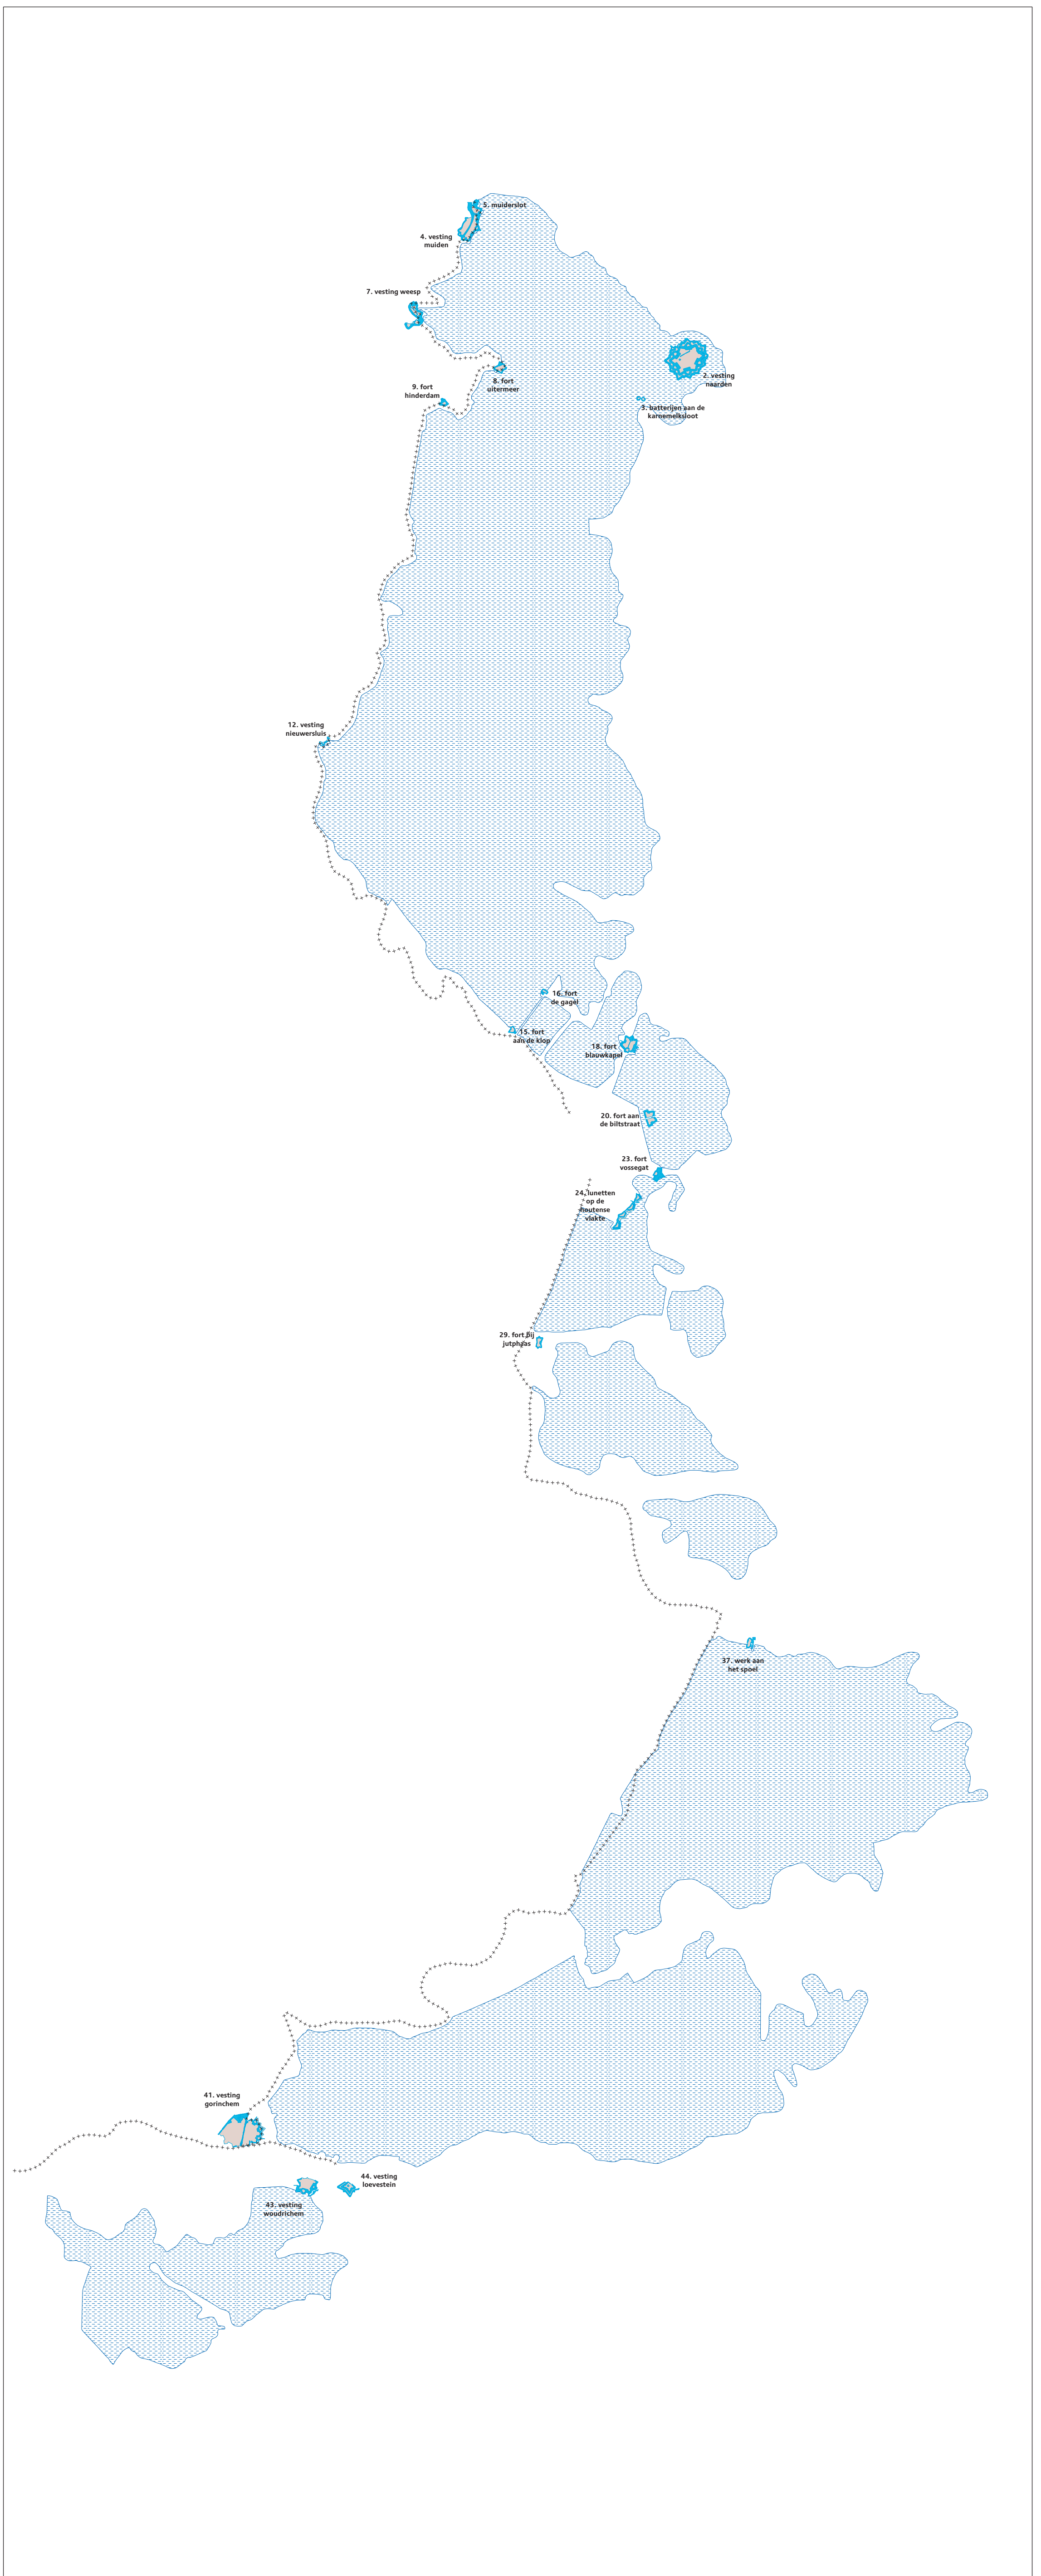 5. muiderslot
4. vesting
muiden
7. vesting weesp
2. vesting
naarden
8. fort
uitermeer
9. fort
hinderdam
3. batterijen aan de
karnemelksloot
12. vesting
nieuwersluis
16. fort
de gagel
15. fort
aan de klop
18. fort
blauwkapel
20. fort aan
de biltstraat
23. fort
vossegat
24. lunetten
op de
houtense
vlakte
29. fort bij
jutphaas
37. werk aan
het spoel
41. vesting
gorinchem
44. vesting
loevestein
43. vesting
woudrichem